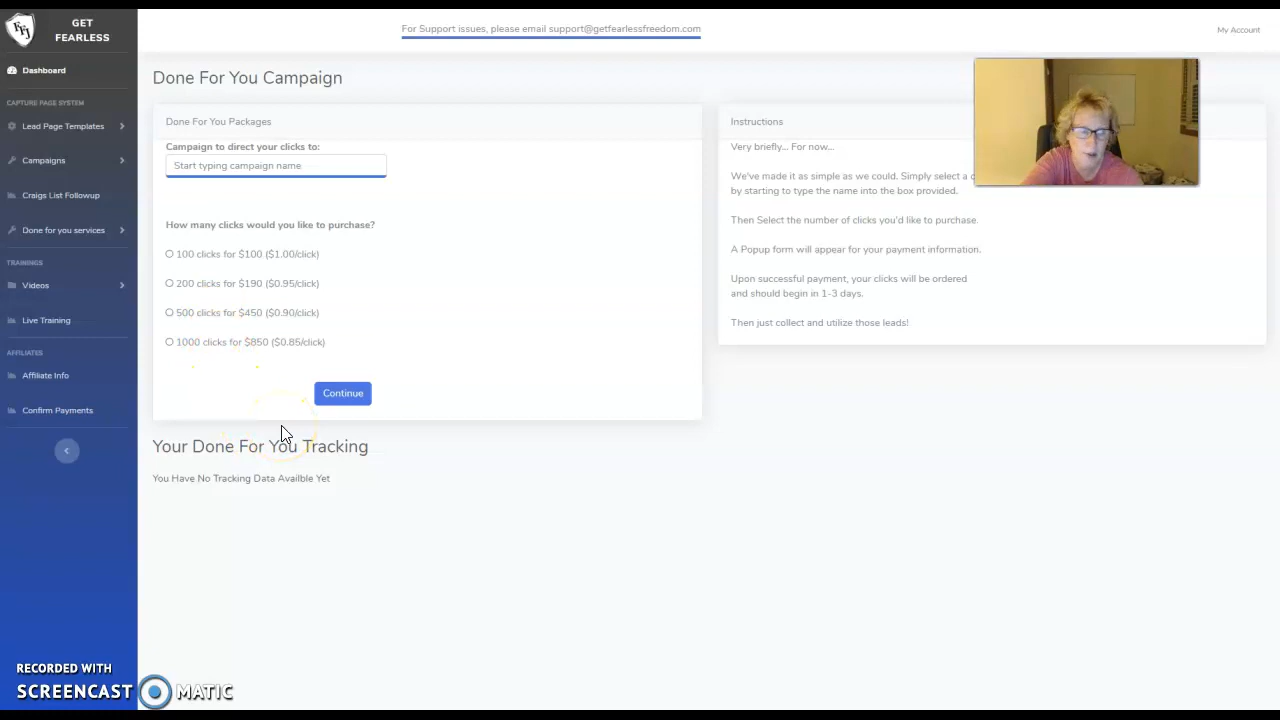 FFJ
GET
FEARLESS
For Support issues, please email support@getfearlessfreedom.com
My Account
Dashboard
CAPTURE PAGE SYSTEM
Lead Page Templates
Campaigns
Craigs List Followup
Done for you services
TRAININGS
Videos
Live Training
AFFILIATES
Affiliate Info
Confirm Payments
Done For You Campaign
Done For You Packages
Campaign to direct your clicks to:
Start typing campaign name
How many clicks would you like to purchase?
100 clicks for $100 ($1.00/click)
200 clicks for $190 ($0.95/click)
500 clicks for $450 ($0.90/click)
1000 clicks for $850 ($0.85/click)
Continue
Instructions
Very briefly... For now...
We've made it as simple as we could. Simply select a
by starting to type the name into the box provided.
Then Select the number of clicks you'd like to purchase.
A Popup form will appear for your payment information.
Upon successful payment, your clicks will be ordered
and should begin in 1-3 days.
Then just collect and utilize those leads!
Your Done For You Tracking
You Have No Tracking Data Availble Yet
RECORDED WITH
SCREENCAST MATIC